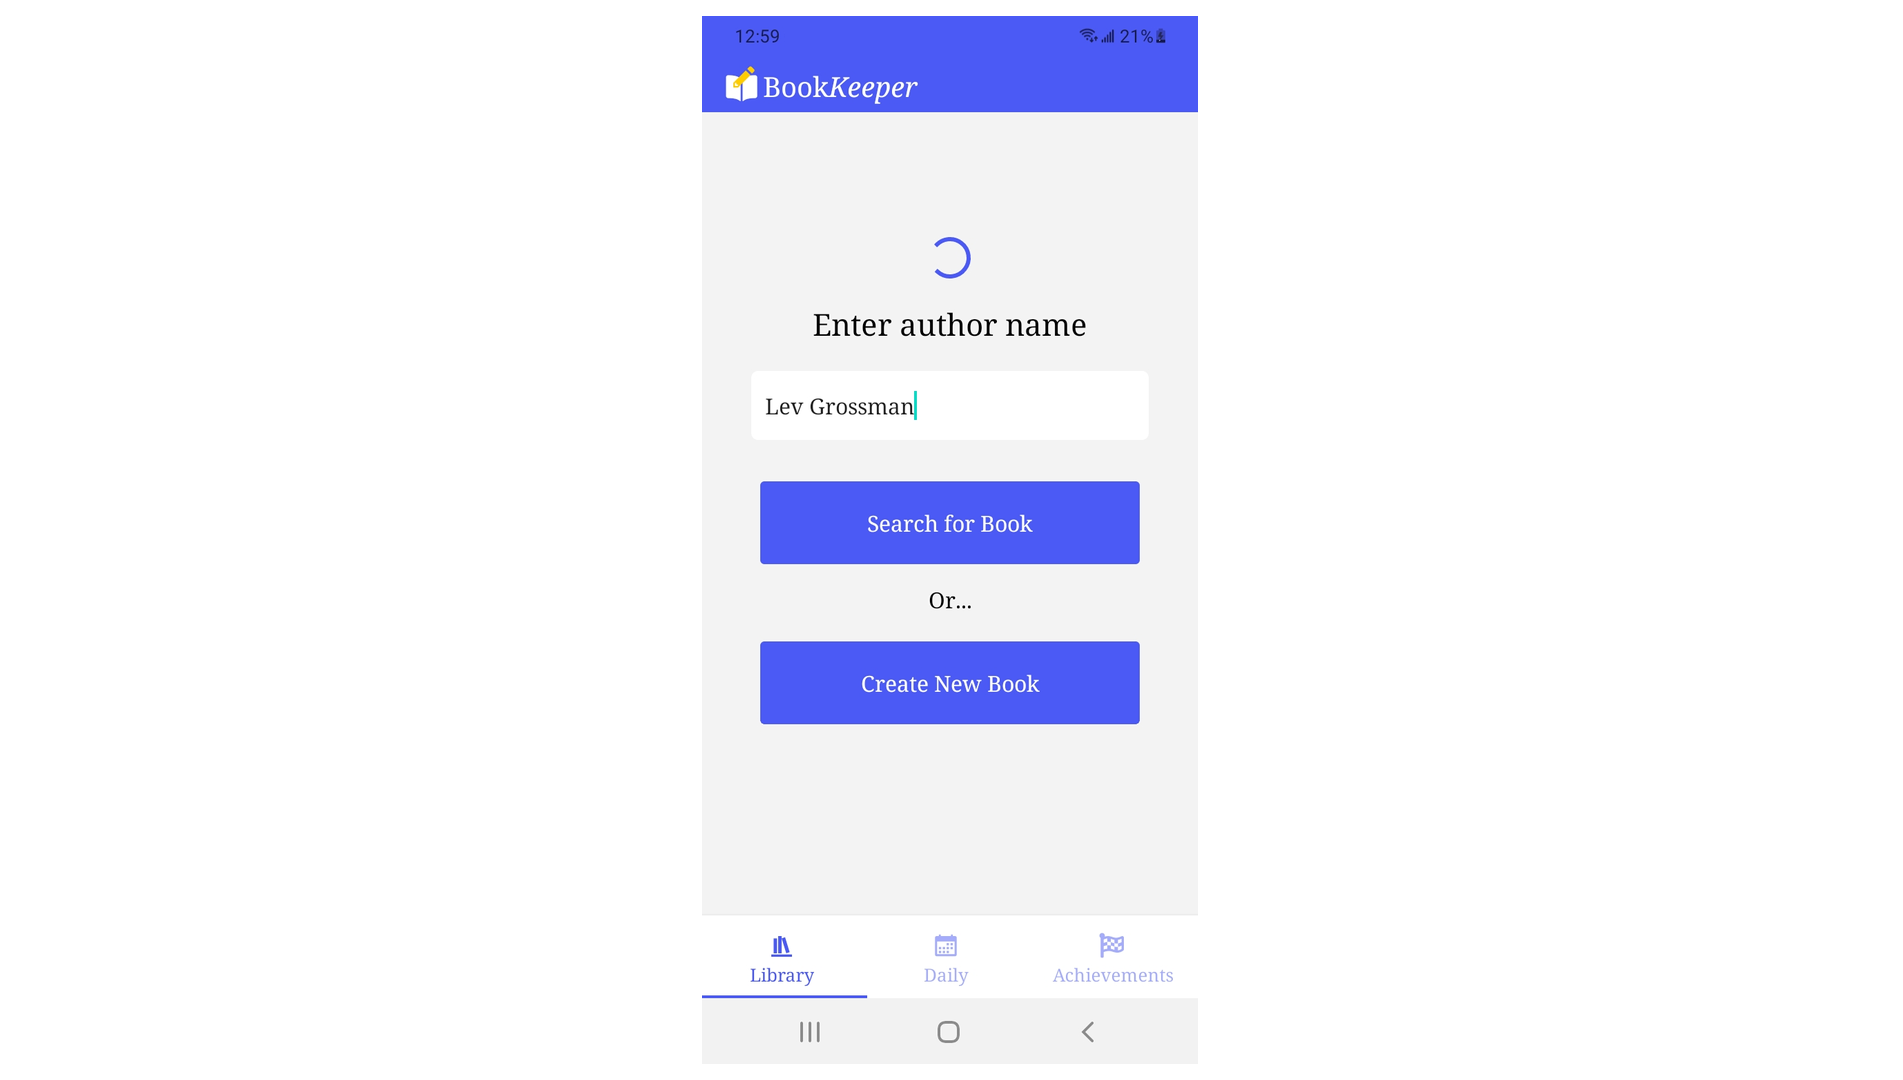 12:59
21%
BookKeeper
Enter author name
Lev Grossman
Search for Book
Or...
Create New Book
Library
Daily
Achievements